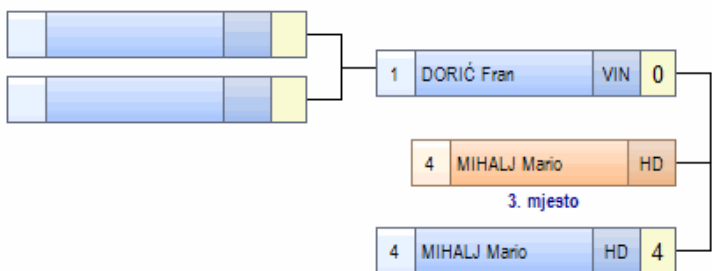 1 DORIĆ Fran VIN 0
4 MIHALJ Mario HD
3. mjesto
4 MIHALJ Mario HD 4